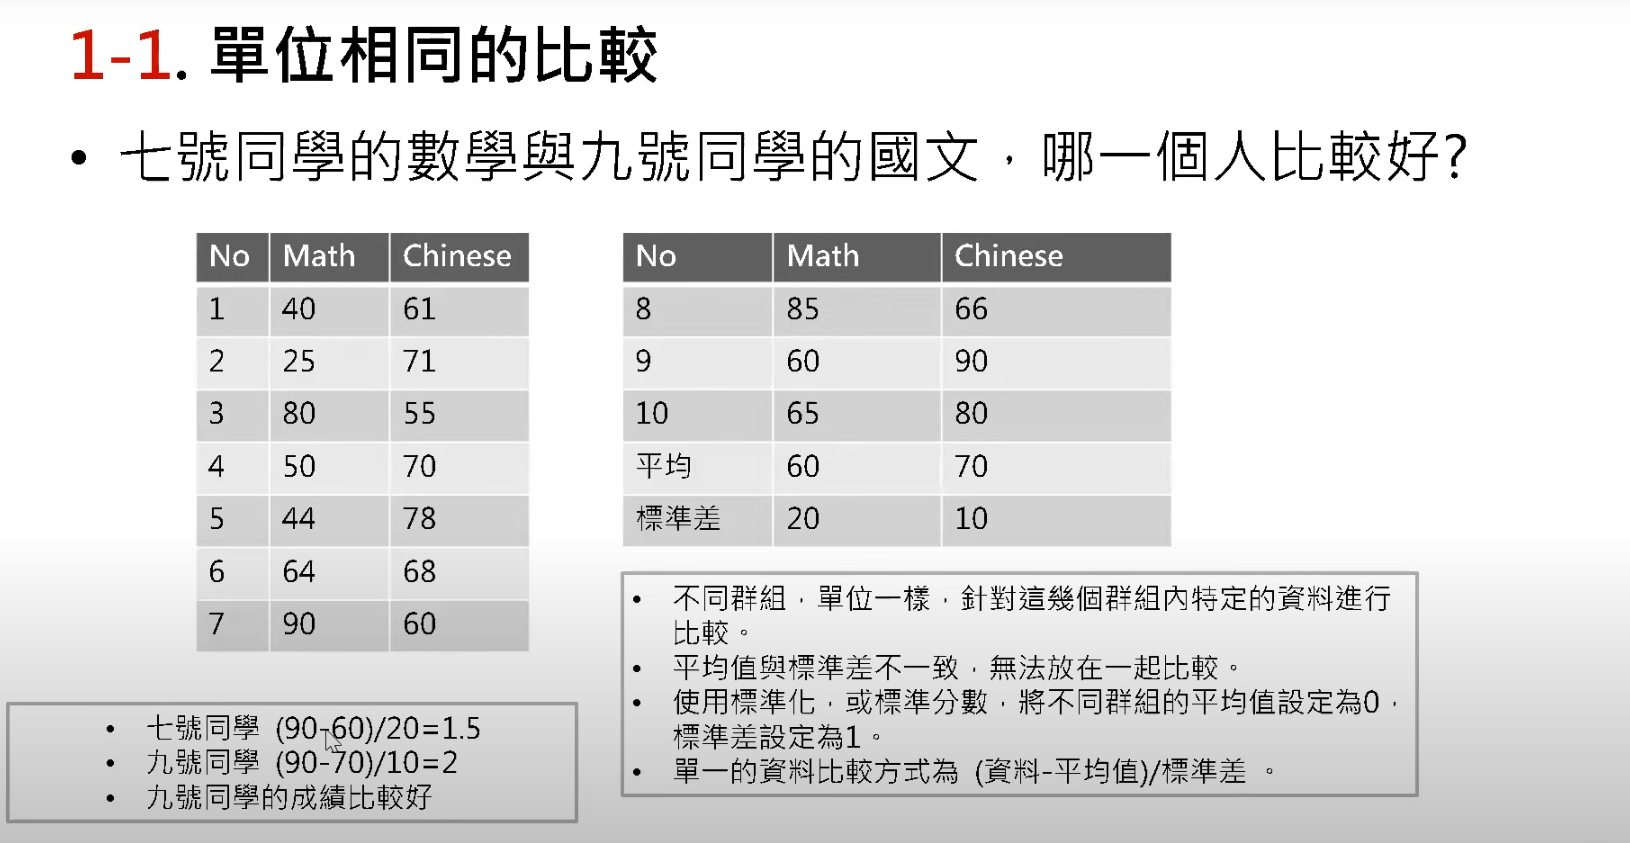 1-1. 單位相同的比較
• 七號同學的數學與九號同學的國文，哪一個人比較好?
No Math Chinese
1 40 61
2 25 71
3 80 55
4 50 70
5 44 78
6 64 68
7 90 60
No Math Chinese
8 85 66
9 60 90
10 65 80
平均 60 70
標準差 20 10
• 七號同學 (90-60)/20=1.5
• 九號同學 (90-70)/10=2
• 九號同學的成績比較好
• 不同群組，單位一樣，針對這幾個群組內特定的資料進行
比較。
• 平均值與標準差不一致，無法放在一起比較。
• 使用標準化，或標準分數，將不同群組的平均值設定為0，
標準差設定為1。
• 單一的資料比較方式為 (資料-平均值)/標準差 。